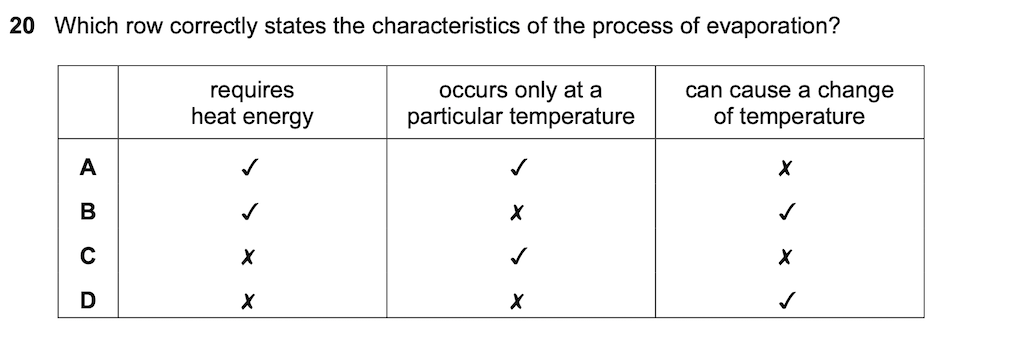 20 Which row correctly states the characteristics of the process of evaporation?
requires heat energy occurs only at a particular temperature can cause a change of temperature
A ✓ ✓ ✗
B ✓ ✗ ✓
C ✗ ✓ ✗
D ✗ ✗ ✓